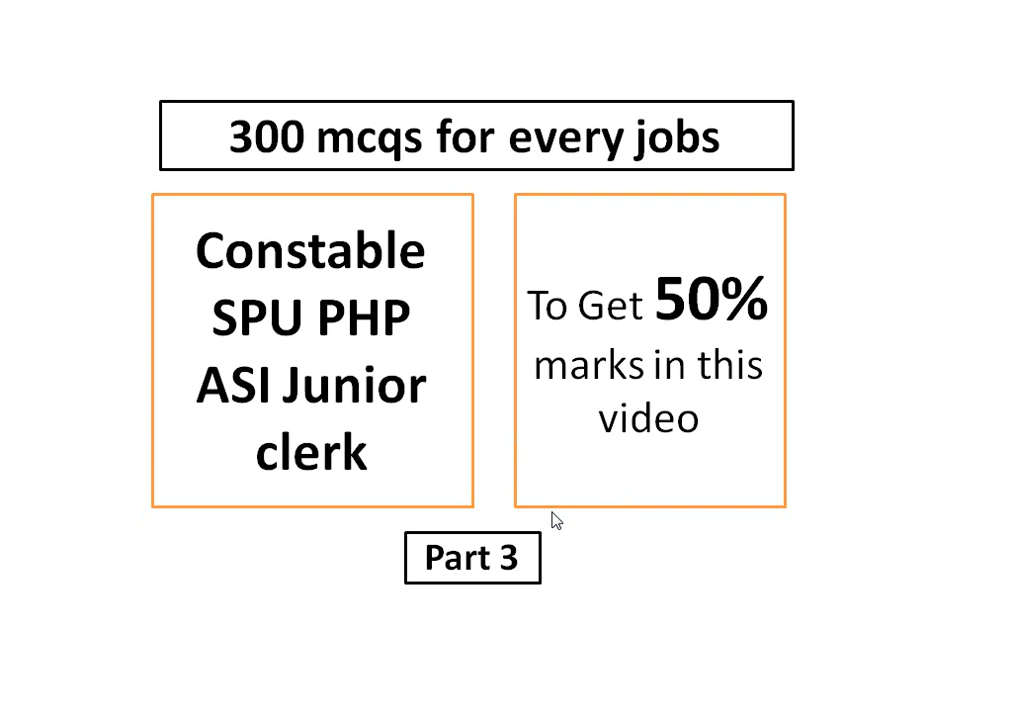 300 mcqs for every jobs
Constable
SPU PHP
ASI Junior
clerk
To Get 50%
marks in this
video
Part 3